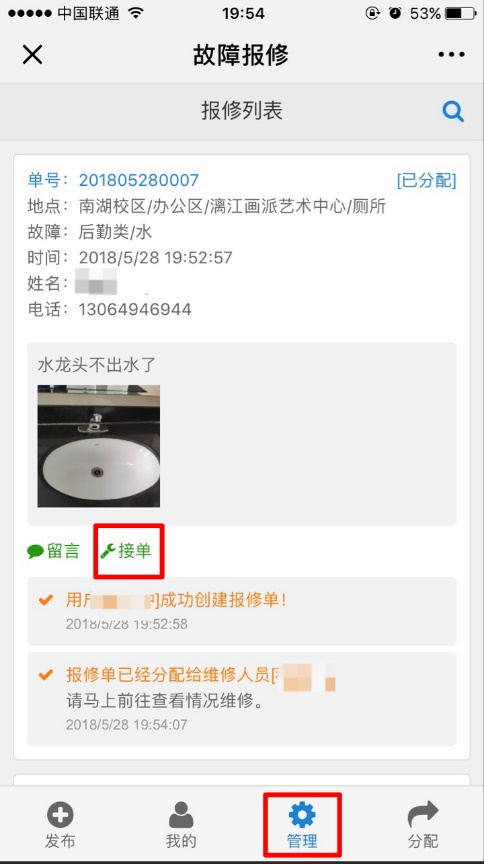 中国联通 19:54 53%
故障报修
报修列表
单号：201805280007 [已分配]
地点：南湖校区/办公区/漓江画派艺术中心/厕所
故障：后勤类/水
时间：2018/5/28 19:52:57
姓名：
电话：13064946944
水龙头不出水了
留言 接单
用户 ]成功创建报修单！
2018/5/28 19:52:58
报修单已经分配给维修人员[
请马上前往查看情况维修。
2018/5/28 19:54:07
发布 我的 管理 分配